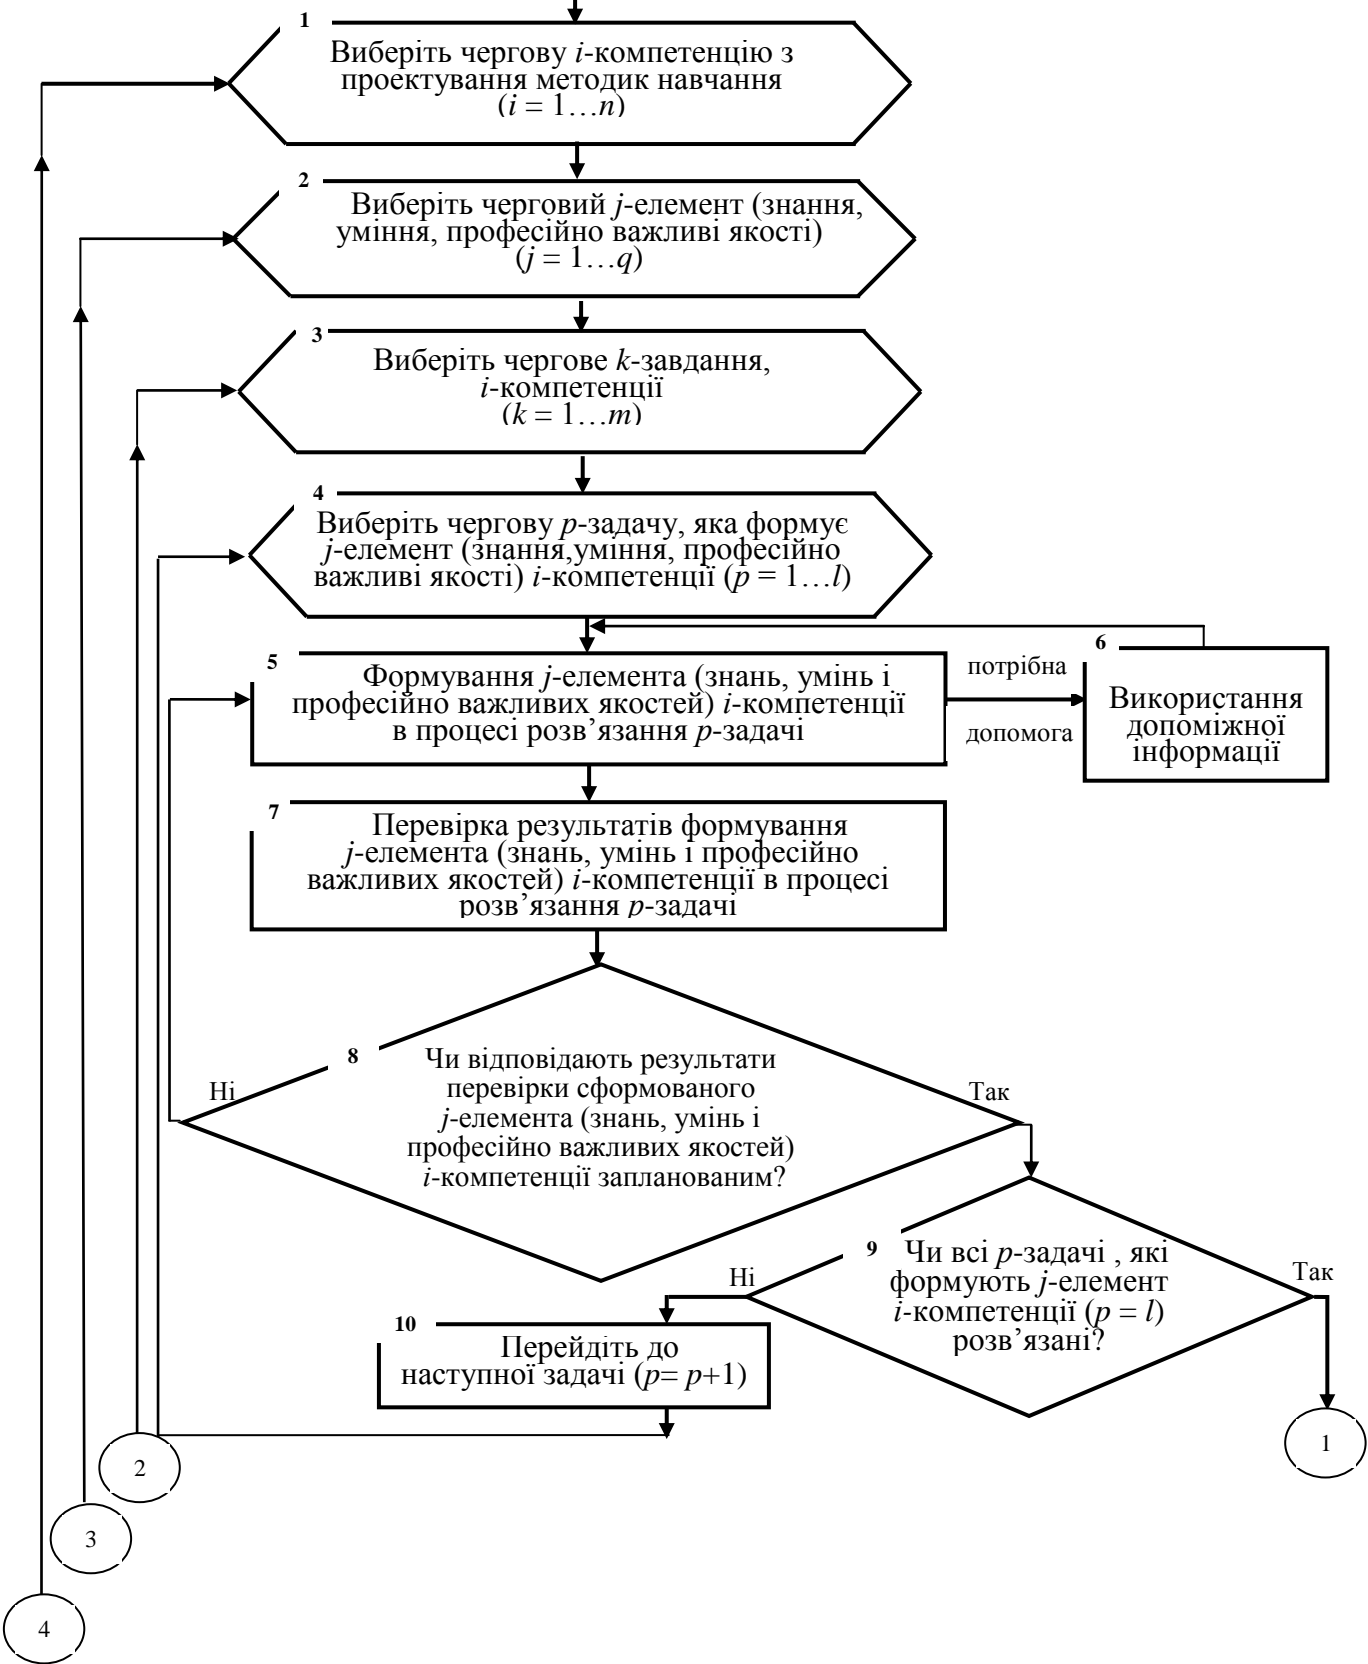 1
Виберіть чергову i-компетенцію з
проектування методик навчання
(i = 1…n)
2
Виберіть черговий j-елемент (знання,
уміння, професійно важливі якості)
(j = 1…q)
3
Виберіть чергове k-завдання,
i-компетенції
(k = 1…m)
4
Виберіть чергову p-задачу, яка формує
j-елемент (знання,уміння, професійно
важливі якості) i-компетенції (p = 1…l)
5
Формування j-елемента (знань, умінь і
професійно важливих якостей) i-компетенції
в процесі розв’язання p-задачі
потрібна
допомога
6
Використання
допоміжної
інформації
7
Перевірка результатів формування
j-елемента (знань, умінь і професійно
важливих якостей) i-компетенції в процесі
розв’язання p-задачі
8
Чи відповідають результати
перевірки сформованого
j-елемента (знань, умінь і
професійно важливих якостей)
i-компетенції запланованим?
Ні
Так
9
Чи всі p-задачі , які
формують j-елемент
i-компетенції (p = l)
розв’язані?
Ні
Так
10
Перейдіть до
наступної задачі (p= p+1)
1
2
3
4